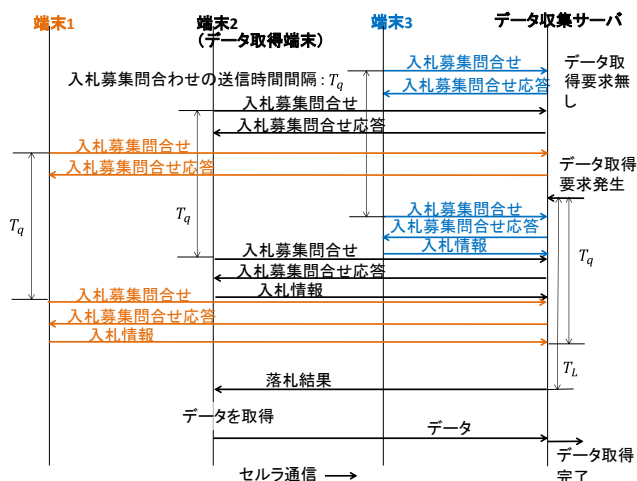 端末1
端末2
(データ取得端末)
端末3
データ収集サーバ
入札募集問合せ
データ取
得要求無
し
入札募集問合わせの送信時間間隔:Tq
入札募集問合せ応答
入札募集問合せ
入札募集問合せ応答
入札募集問合せ
入札募集問合せ応答
データ取得
要求発生
Tq
Tq
入札募集問合せ
入札募集問合せ応答
入札情報
Tq
入札募集問合せ
入札募集問合せ応答
入札情報
入札募集問合せ
入札募集問合せ応答
入札情報
TL
落札結果
データを取得
データ
データ取得
完了
セルラ通信